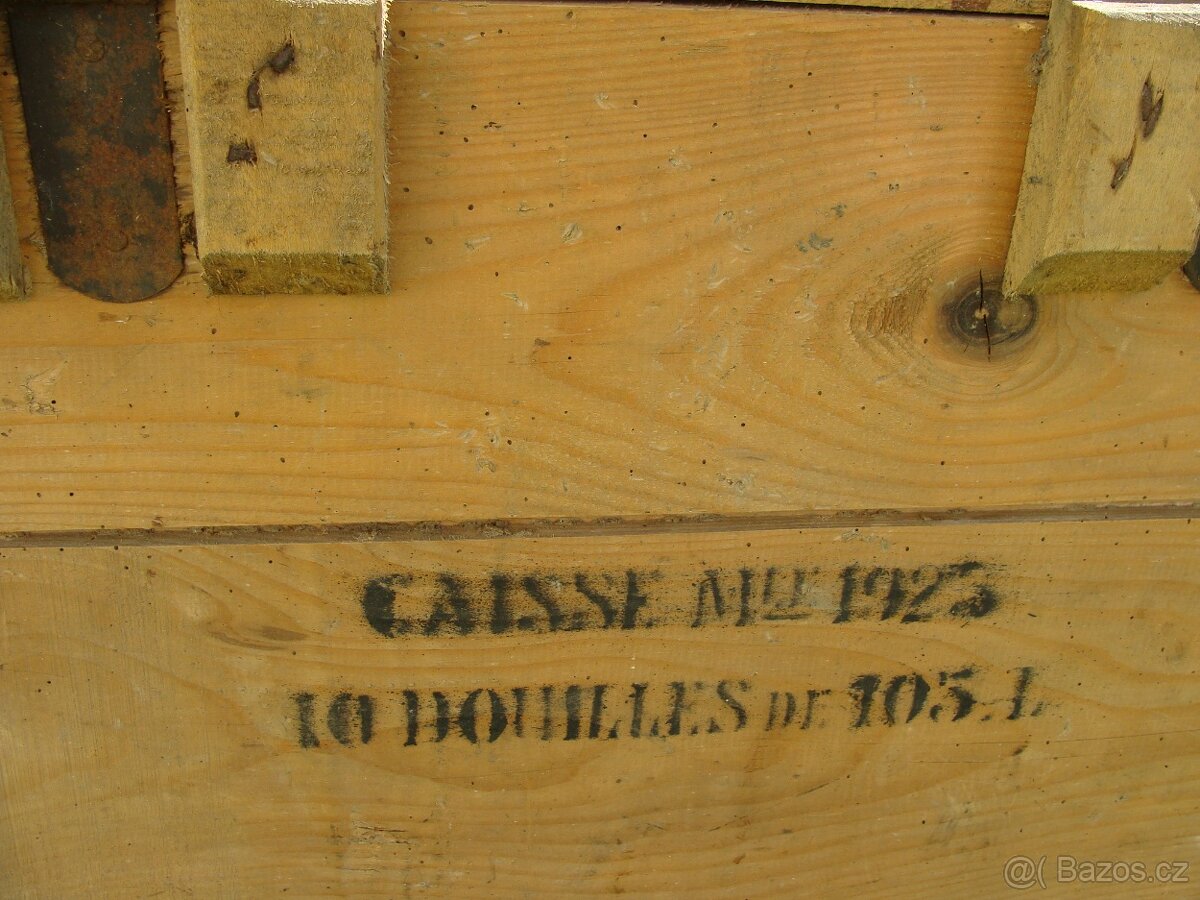 CAISSE Mle 1925
10 DOUILLES DE 105.L
@( Bazos.cz